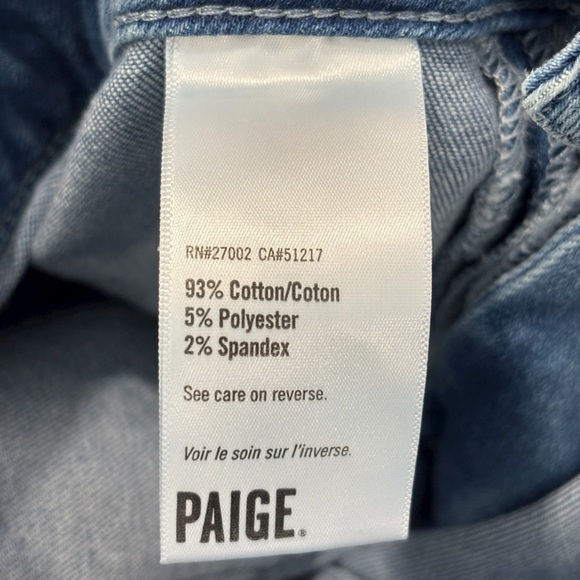 RN#27002 CA#51217
93% Cotton/Coton
5% Polyester
2% Spandex
See care on reverse.
Voir le soin sur l'inverse.
PAIGE®